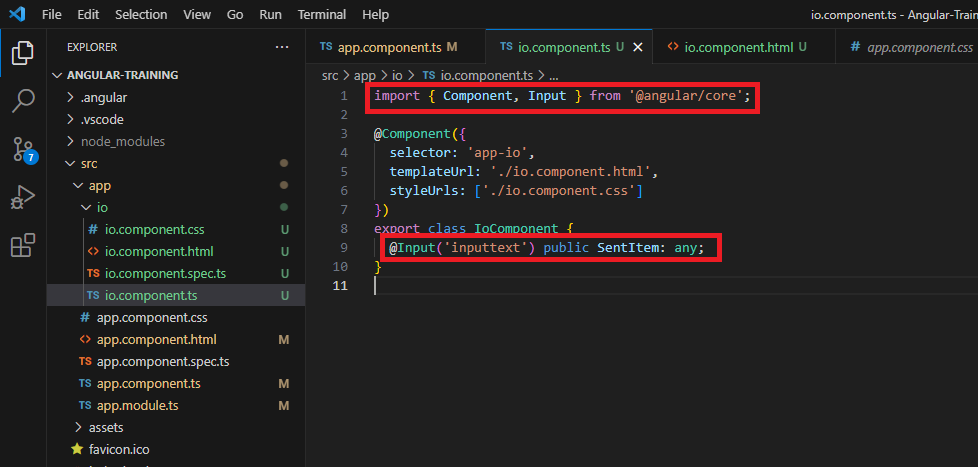 File Edit Selection View Go Run Terminal Help
io.component.ts - Angular-Train
EXPLORER
ANGULAR-TRAINING
.angular
.vscode
node_modules
src
app
io
# io.component.css U
<> io.component.html U
TS io.component.spec.ts U
TS io.component.ts U
# app.component.css
<> app.component.html M
TS app.component.spec.ts
TS app.component.ts M
TS app.module.ts M
assets
favicon.ico
7
TS app.component.ts M
TS io.component.ts U
<> io.component.html U
# app.component.css
src > app > io > TS io.component.ts > ...
1 import { Component, Input } from '@angular/core';
2
3 @Component({
4 selector: 'app-io',
5 templateUrl: './io.component.html',
6 styleUrls: ['./io.component.css']
7 })
8 export class IoComponent {
9 @Input('inputtext') public SentItem: any;
10 }
11